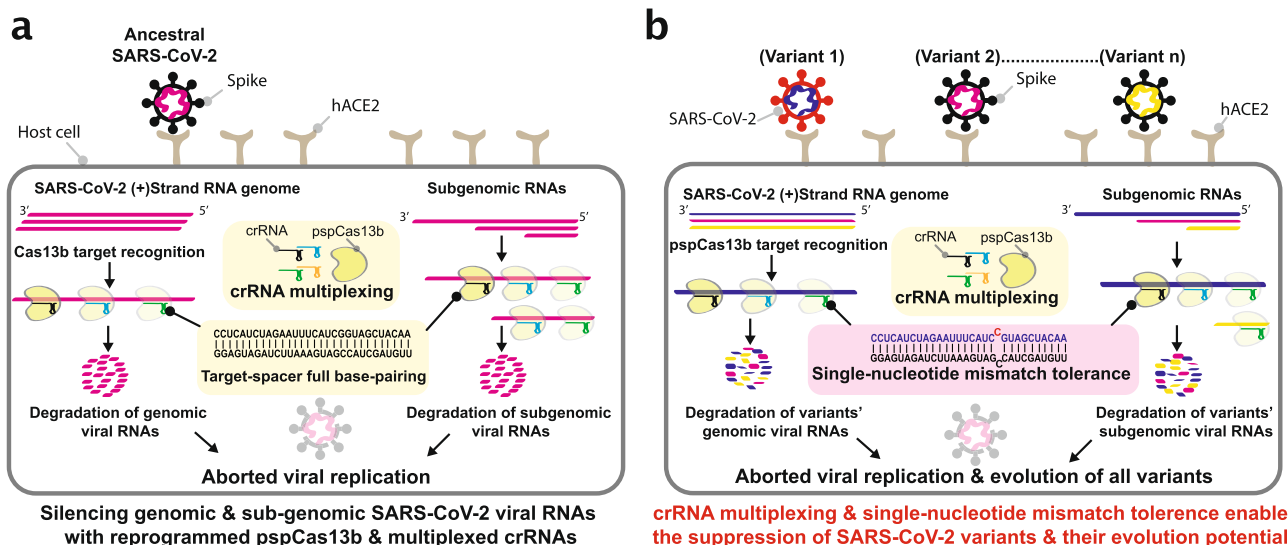 a
Ancestral
SARS-CoV-2
Spike
hACE2
Host cell
SARS-CoV-2 (+)Strand RNA genome
3’
5’
Cas13b target recognition
Subgenomic RNAs
3’
5’
crRNA
pspCas13b
crRNA multiplexing
CCUCAUCUAGAAUUUCAUCGGUAGCUACAA
GGAGUAGAUCUUAAAGUAGCCAUCGAUGUU
Target-spacer full base-pairing
Degradation of genomic
viral RNAs
Degradation of subgenomic
viral RNAs
Aborted viral replication
Silencing genomic & sub-genomic SARS-CoV-2 viral RNAs
with reprogrammed pspCas13b & multiplexed crRNAs
b
(Variant 1)
(Variant 2).....................(Variant n)
Spike
SARS-CoV-2
hACE2
SARS-CoV-2 (+)Strand RNA genome
3’
5’
pspCas13b target recognition
Subgenomic RNAs
3’
5’
crRNA
pspCas13b
crRNA multiplexing
CCUCAUCUAGAAUUUCAUC C GUAGCUACAA
GGAGUAGAUCUUAAAGUAG C CAUCGAUGUU
Single-nucleotide mismatch tolerance
Degradation of variants’
genomic viral RNAs
Degradation of variants’
subgenomic viral RNAs
Aborted viral replication & evolution of all variants
crRNA multiplexing & single-nucleotide mismatch tolerence enable
the suppression of SARS-CoV-2 variants & their evolution potential